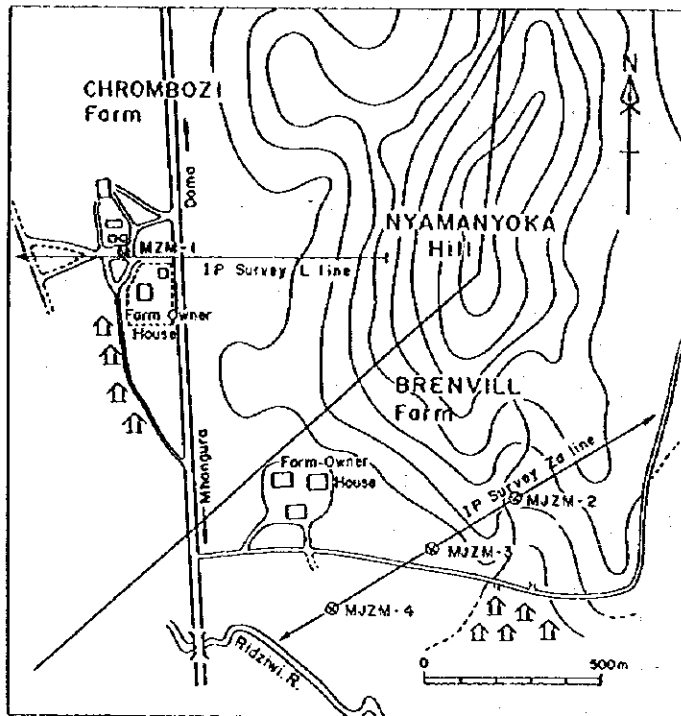 CHROMBOZI
Farm
N
Doma
NYAMANYOKA
Hill
MZM-1
IP Survey L line
Farm Owner
House
BRENVILL
Farm
Mhangura
Farm-Owner
House
IP Survey Za line
MJZM-2
MJZM-3
MJZM-4
Ridziwi. R.
0 500m